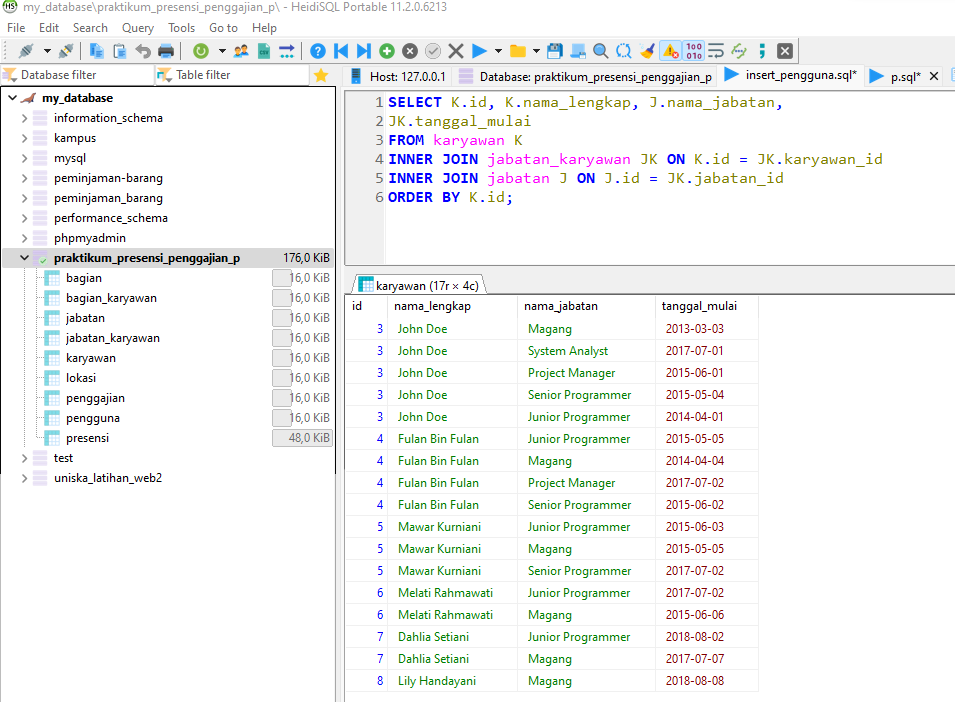 my_database\praktikum_presensi_penggajian_p\ - HeidiSQL Portable 11.2.0.6213
File Edit Search Query Tools Go to Help
Database filter Table filter Host: 127.0.0.1 Database: praktikum_presensi_penggajian_p insert_pengguna.sql* p.sql*
my_database
information_schema
kampus
mysql
peminjaman-barang
peminjaman_barang
performance_schema
phpmyadmin
praktikum_presensi_penggajian_p 176,0 KiB
bagian 16,0 KiB
bagian_karyawan 16,0 KiB
jabatan 16,0 KiB
jabatan_karyawan 16,0 KiB
karyawan 16,0 KiB
lokasi 16,0 KiB
penggajian 16,0 KiB
pengguna 16,0 KiB
presensi 48,0 KiB
test
uniska_latihan_web2
1 SELECT K.id, K.nama_lengkap, J.nama_jabatan,
2 JK.tanggal_mulai
3 FROM karyawan K
4 INNER JOIN jabatan_karyawan JK ON K.id = JK.karyawan_id
5 INNER JOIN jabatan J ON J.id = JK.jabatan_id
6 ORDER BY K.id;
karyawan (17r × 4c)
id nama_lengkap nama_jabatan tanggal_mulai
3 John Doe Magang 2013-03-03
3 John Doe System Analyst 2017-07-01
3 John Doe Project Manager 2015-06-01
3 John Doe Senior Programmer 2015-05-04
3 John Doe Junior Programmer 2014-04-01
4 Fulan Bin Fulan Junior Programmer 2015-05-05
4 Fulan Bin Fulan Magang 2014-04-04
4 Fulan Bin Fulan Project Manager 2017-07-02
4 Fulan Bin Fulan Senior Programmer 2015-06-02
5 Mawar Kurniani Junior Programmer 2015-06-03
5 Mawar Kurniani Magang 2015-05-05
5 Mawar Kurniani Senior Programmer 2017-07-02
6 Melati Rahmawati Junior Programmer 2017-07-02
6 Melati Rahmawati Magang 2015-06-06
7 Dahlia Setiani Junior Programmer 2018-08-02
7 Dahlia Setiani Magang 2017-07-07
8 Lily Handayani Magang 2018-08-08